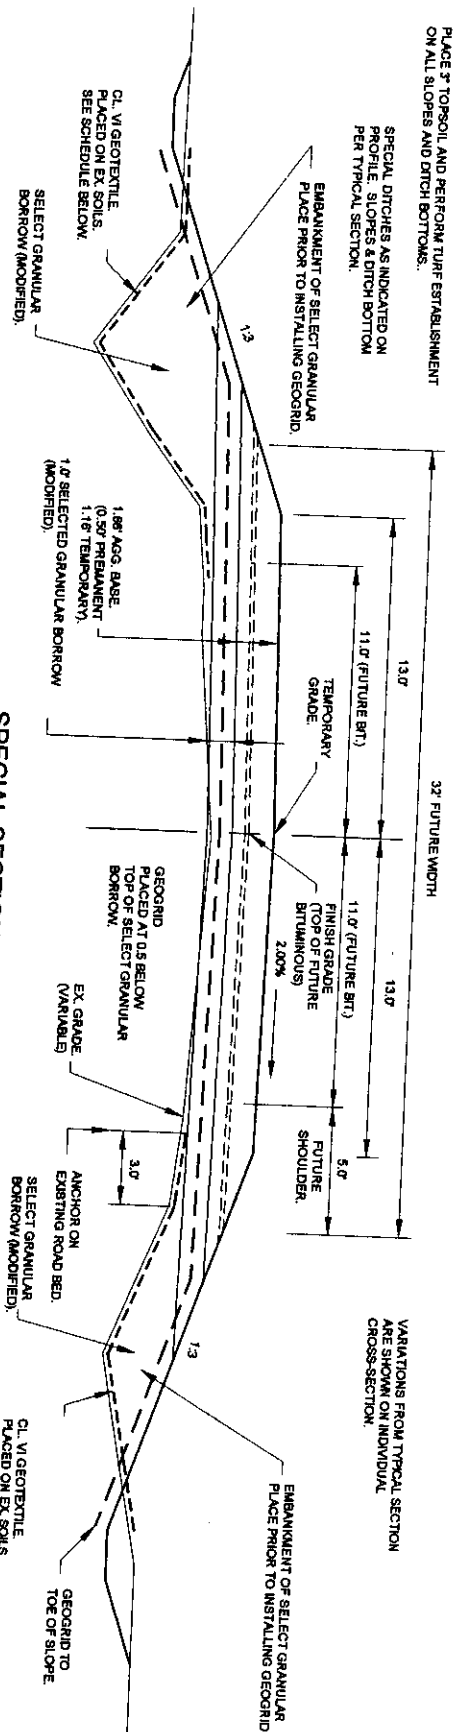 PLACE 3" TOPSOIL AND PERFORM TURF ESTABLISHMENT
ON ALL SLOPES AND DITCH BOTTOMS.
SPECIAL DITCHES AS INDICATED ON
PROFILE. SLOPES & DITCH BOTTOM
PER TYPICAL SECTION.
EMBANKMENT OF SELECT GRANULAR
PLACE PRIOR TO INSTALLING GEOGRID.
1:3
CL. VI GEOTEXTILE.
PLACED ON EX. SOILS.
SEE SCHEDULE BELOW.
SELECT GRANULAR
BORROW (MODIFIED).
32' FUTURE WIDTH
13.0'
13.0'
11.0' (FUTURE BIT.)
11.0' (FUTURE BIT.)
5.0'
FUTURE
SHOULDER.
TEMPORARY
GRADE.
FINISH GRADE
(TOP OF FUTURE
BITUMINOUS)
2.00%
1.66' AGG. BASE.
(0.50' PREMANENT
1.16' TEMPORARY).
1.0' SELECTED GRANULAR BORROW
(MODIFIED).
GEOGRID
PLACED AT 0.5 BELOW
TOP OF SELECT GRANULAR
BORROW.
EX. GRADE.
(VARIABLE)
3.0'
ANCHOR ON
EXISTING ROAD BED.
SELECT GRANULAR
BORROW (MODIFIED).
1:3
VARIATIONS FROM TYPICAL SECTION
ARE SHOWN ON INDIVIDUAL
CROSS-SECTION.
EMBANKMENT OF SELECT GRANULAR
PLACE PRIOR TO INSTALLING GEOGRID
CL. VI GEOTEXTILE.
PLACED ON EX. SOILS
GEOGRID TO
TOE OF SLOPE.
SPECIAL SECTION